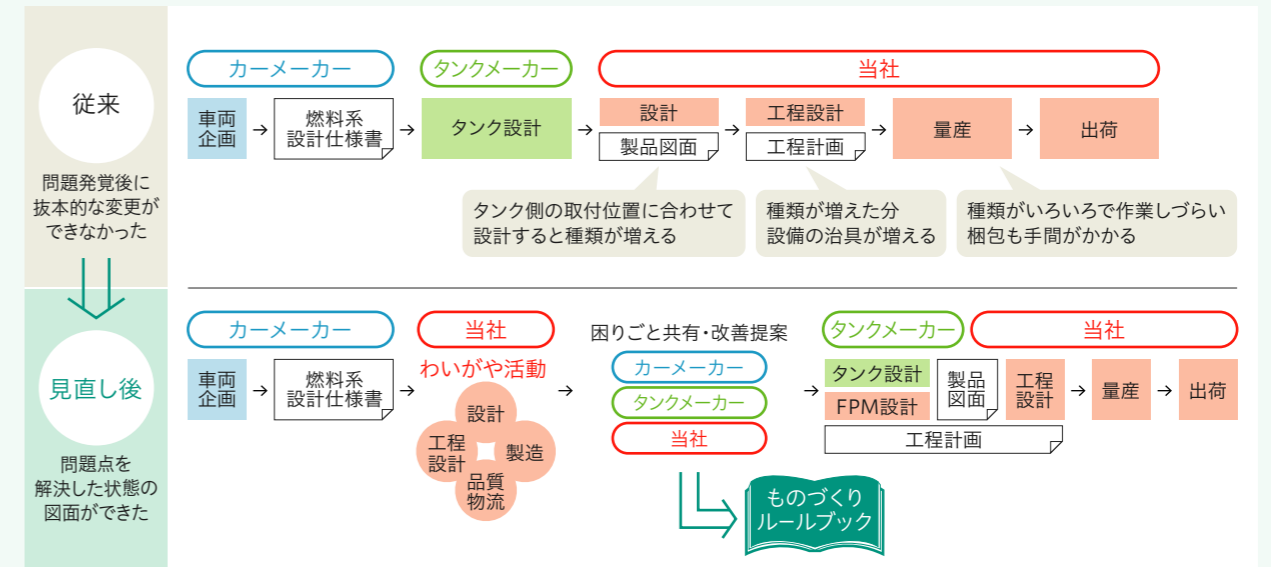 従来
問題発覚後に
抜本的な変更が
できなかった
カーメーカー
タンクメーカー
当社
車両
企画
→
燃料系
設計仕様書
→
タンク設計
→
設計
製品図面
→
工程設計
工程計画
→
量産
→
出荷
タンク側の取付位置に合わせて
設計すると種類が増える
種類が増えた分
設備の治具が増える
種類がいろいろで作業しづらい
梱包も手間がかかる
見直し後
問題点を
解決した状態の
図面ができた
カーメーカー
車両
企画
→
燃料系
設計仕様書
→
当社
わいがや活動
設計
工程
設計
製造
品質
物流
→
困りごと共有・改善提案
カーメーカー
タンクメーカー
当社
ものづくり
ルールブック
→
タンクメーカー
当社
タンク設計
FPM設計
製品
図面
工程
設計
工程計画
→
量産
→
出荷